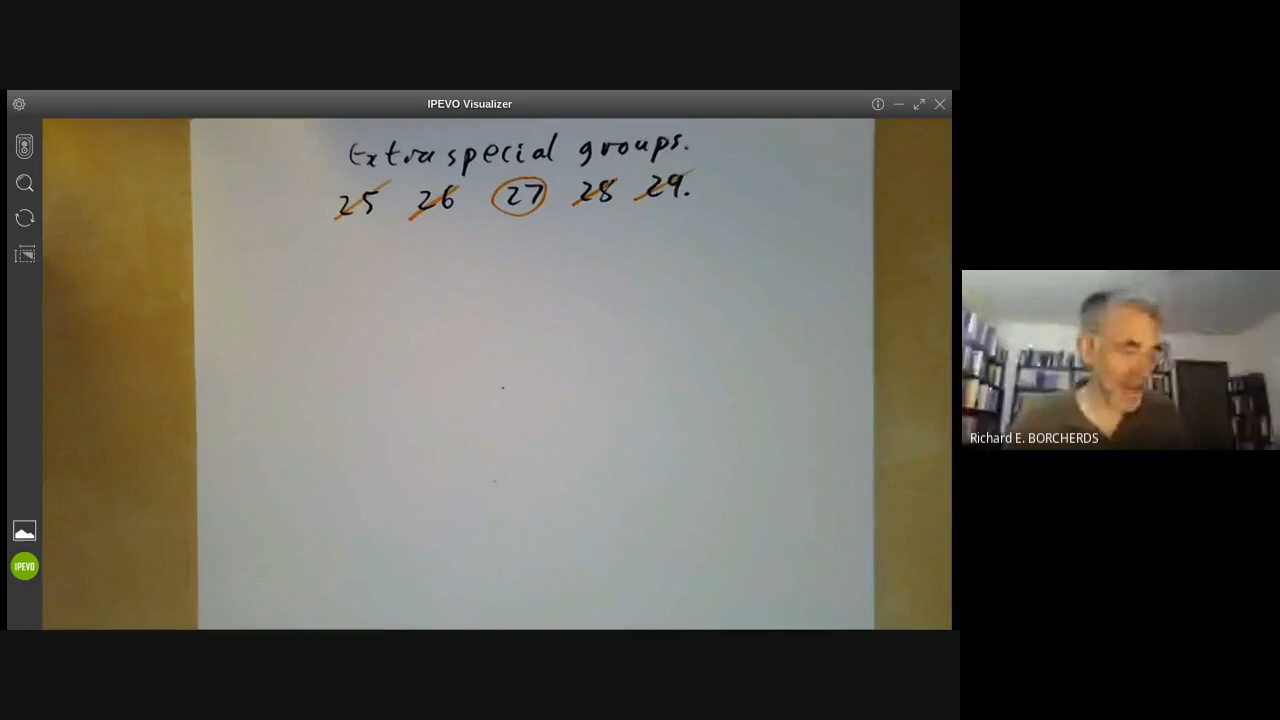 IPEVO Visualizer
Extraspecial groups.
25 26 27 28 29.
IPEVO
Richard E. BORCHERDS